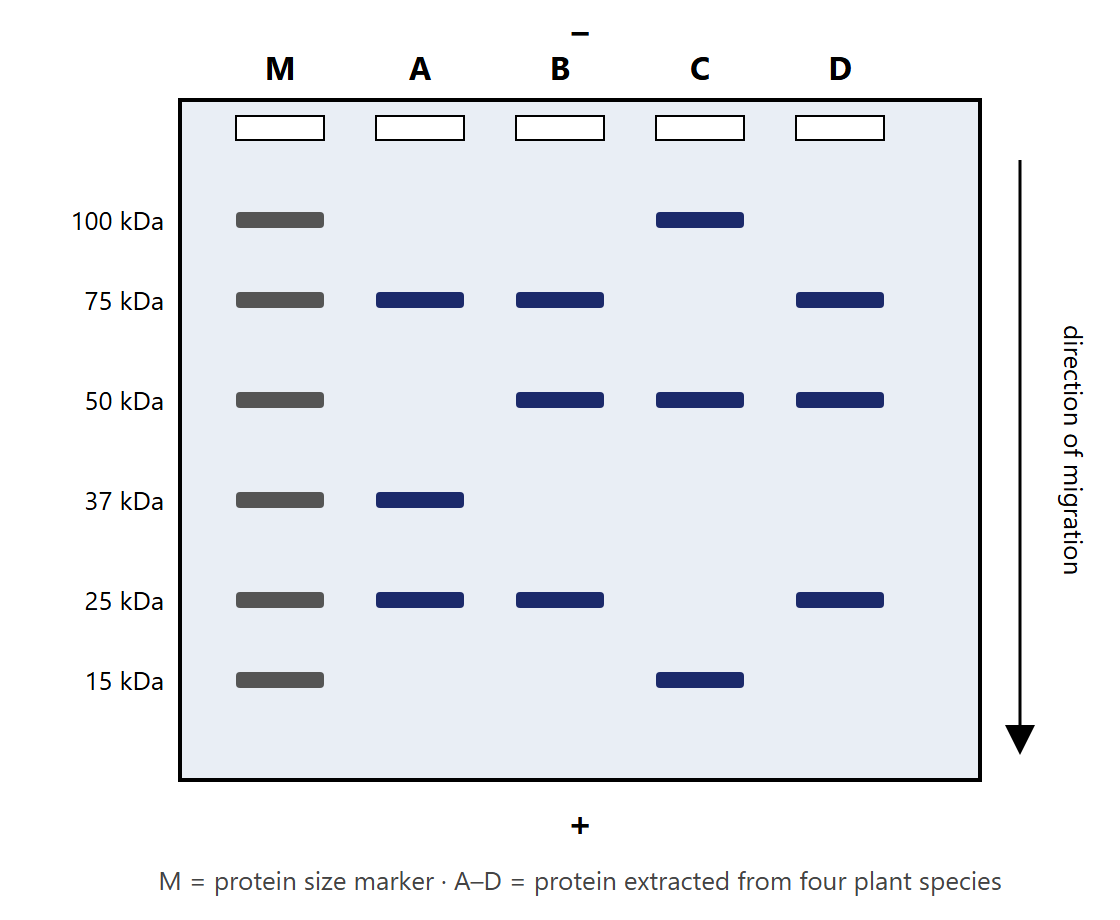 –
M A B C D
100 kDa
75 kDa
50 kDa
37 kDa
25 kDa
15 kDa
direction of migration
+
M = protein size marker · A–D = protein extracted from four plant species